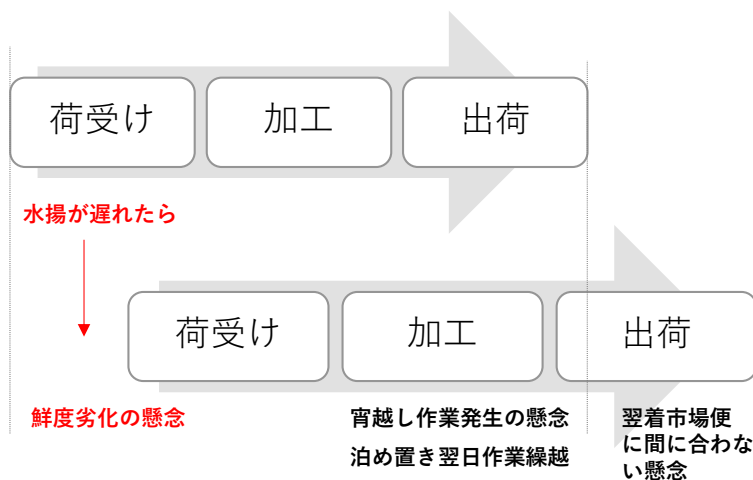 荷受け
加工
出荷
水揚が遅れたら
荷受け
加工
出荷
鮮度劣化の懸念
宵越し作業発生の懸念
泊め置き翌日作業繰越
翌着市場便
に間に合わな
い懸念